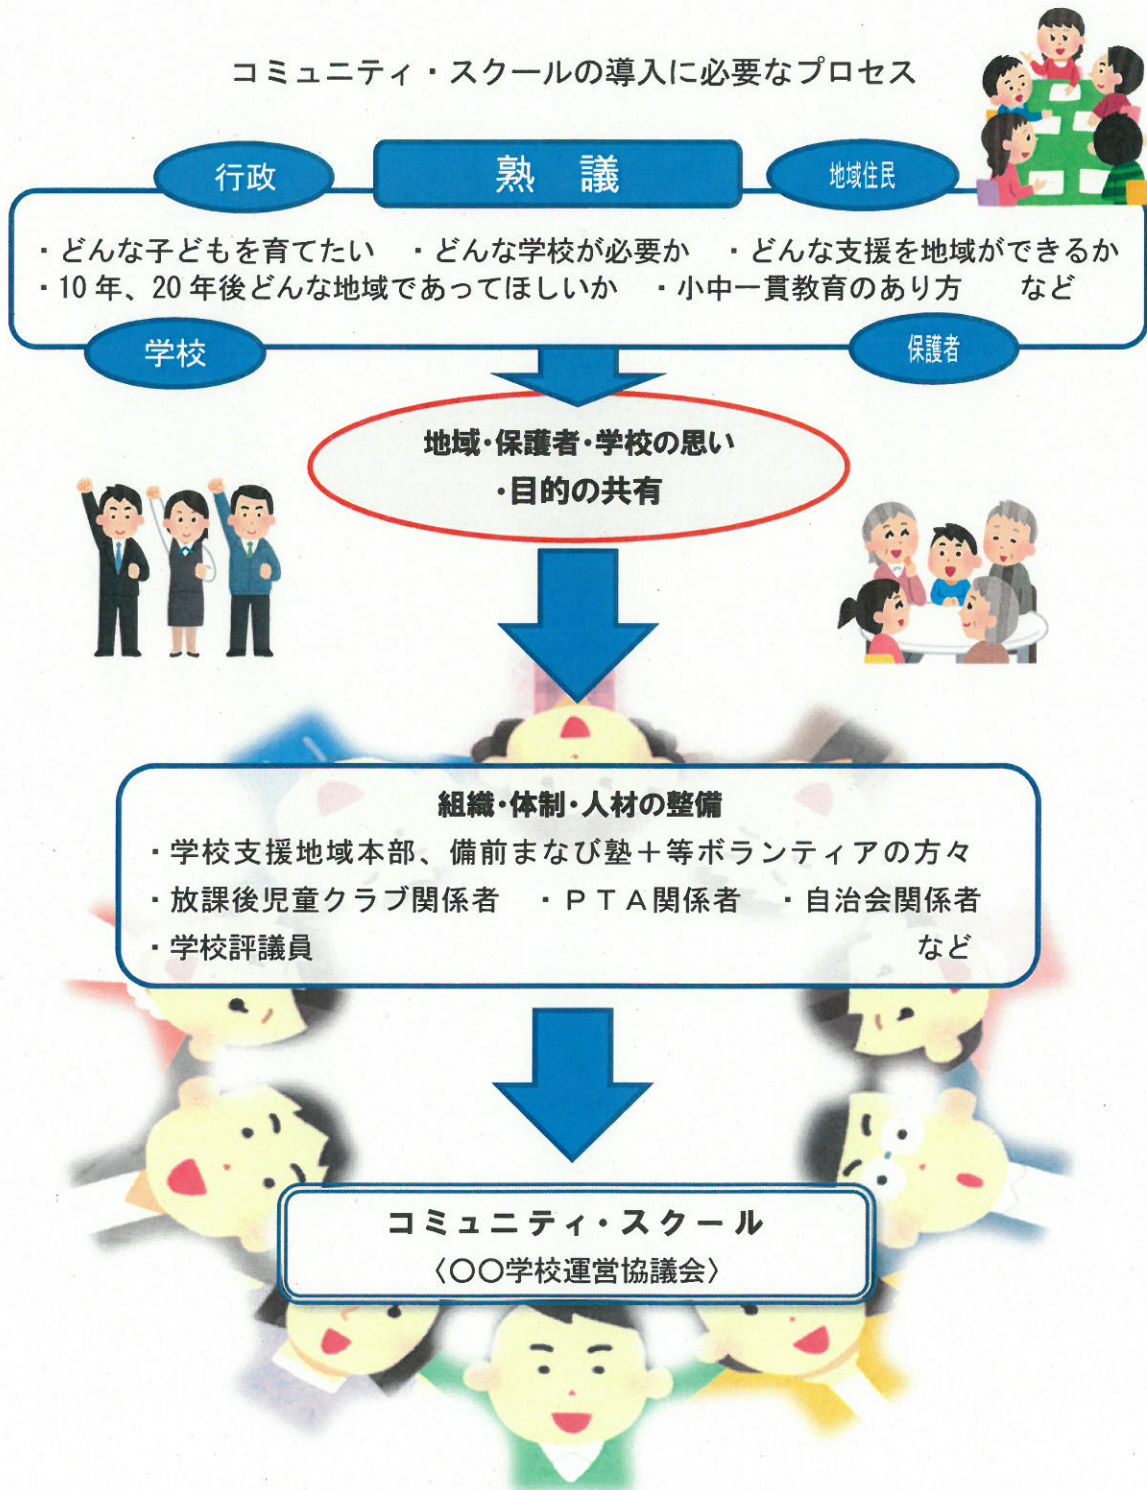 コミュニティ・スクールの導入に必要なプロセス
行政
熟 議
地域住民
・どんな子どもを育てたい ・どんな学校が必要か ・どんな支援を地域ができるか
・10年、20年後どんな地域であってほしいか ・小中一貫教育のあり方 など
学校
保護者
地域・保護者・学校の思い
・目的の共有
組織・体制・人材の整備
・学校支援地域本部、備前まなび塾＋等ボランティアの方々
・放課後児童クラブ関係者 ・ＰＴＡ関係者 ・自治会関係者
・学校評議員 など
コミュニティ・スクール
〈〇〇学校運営協議会〉